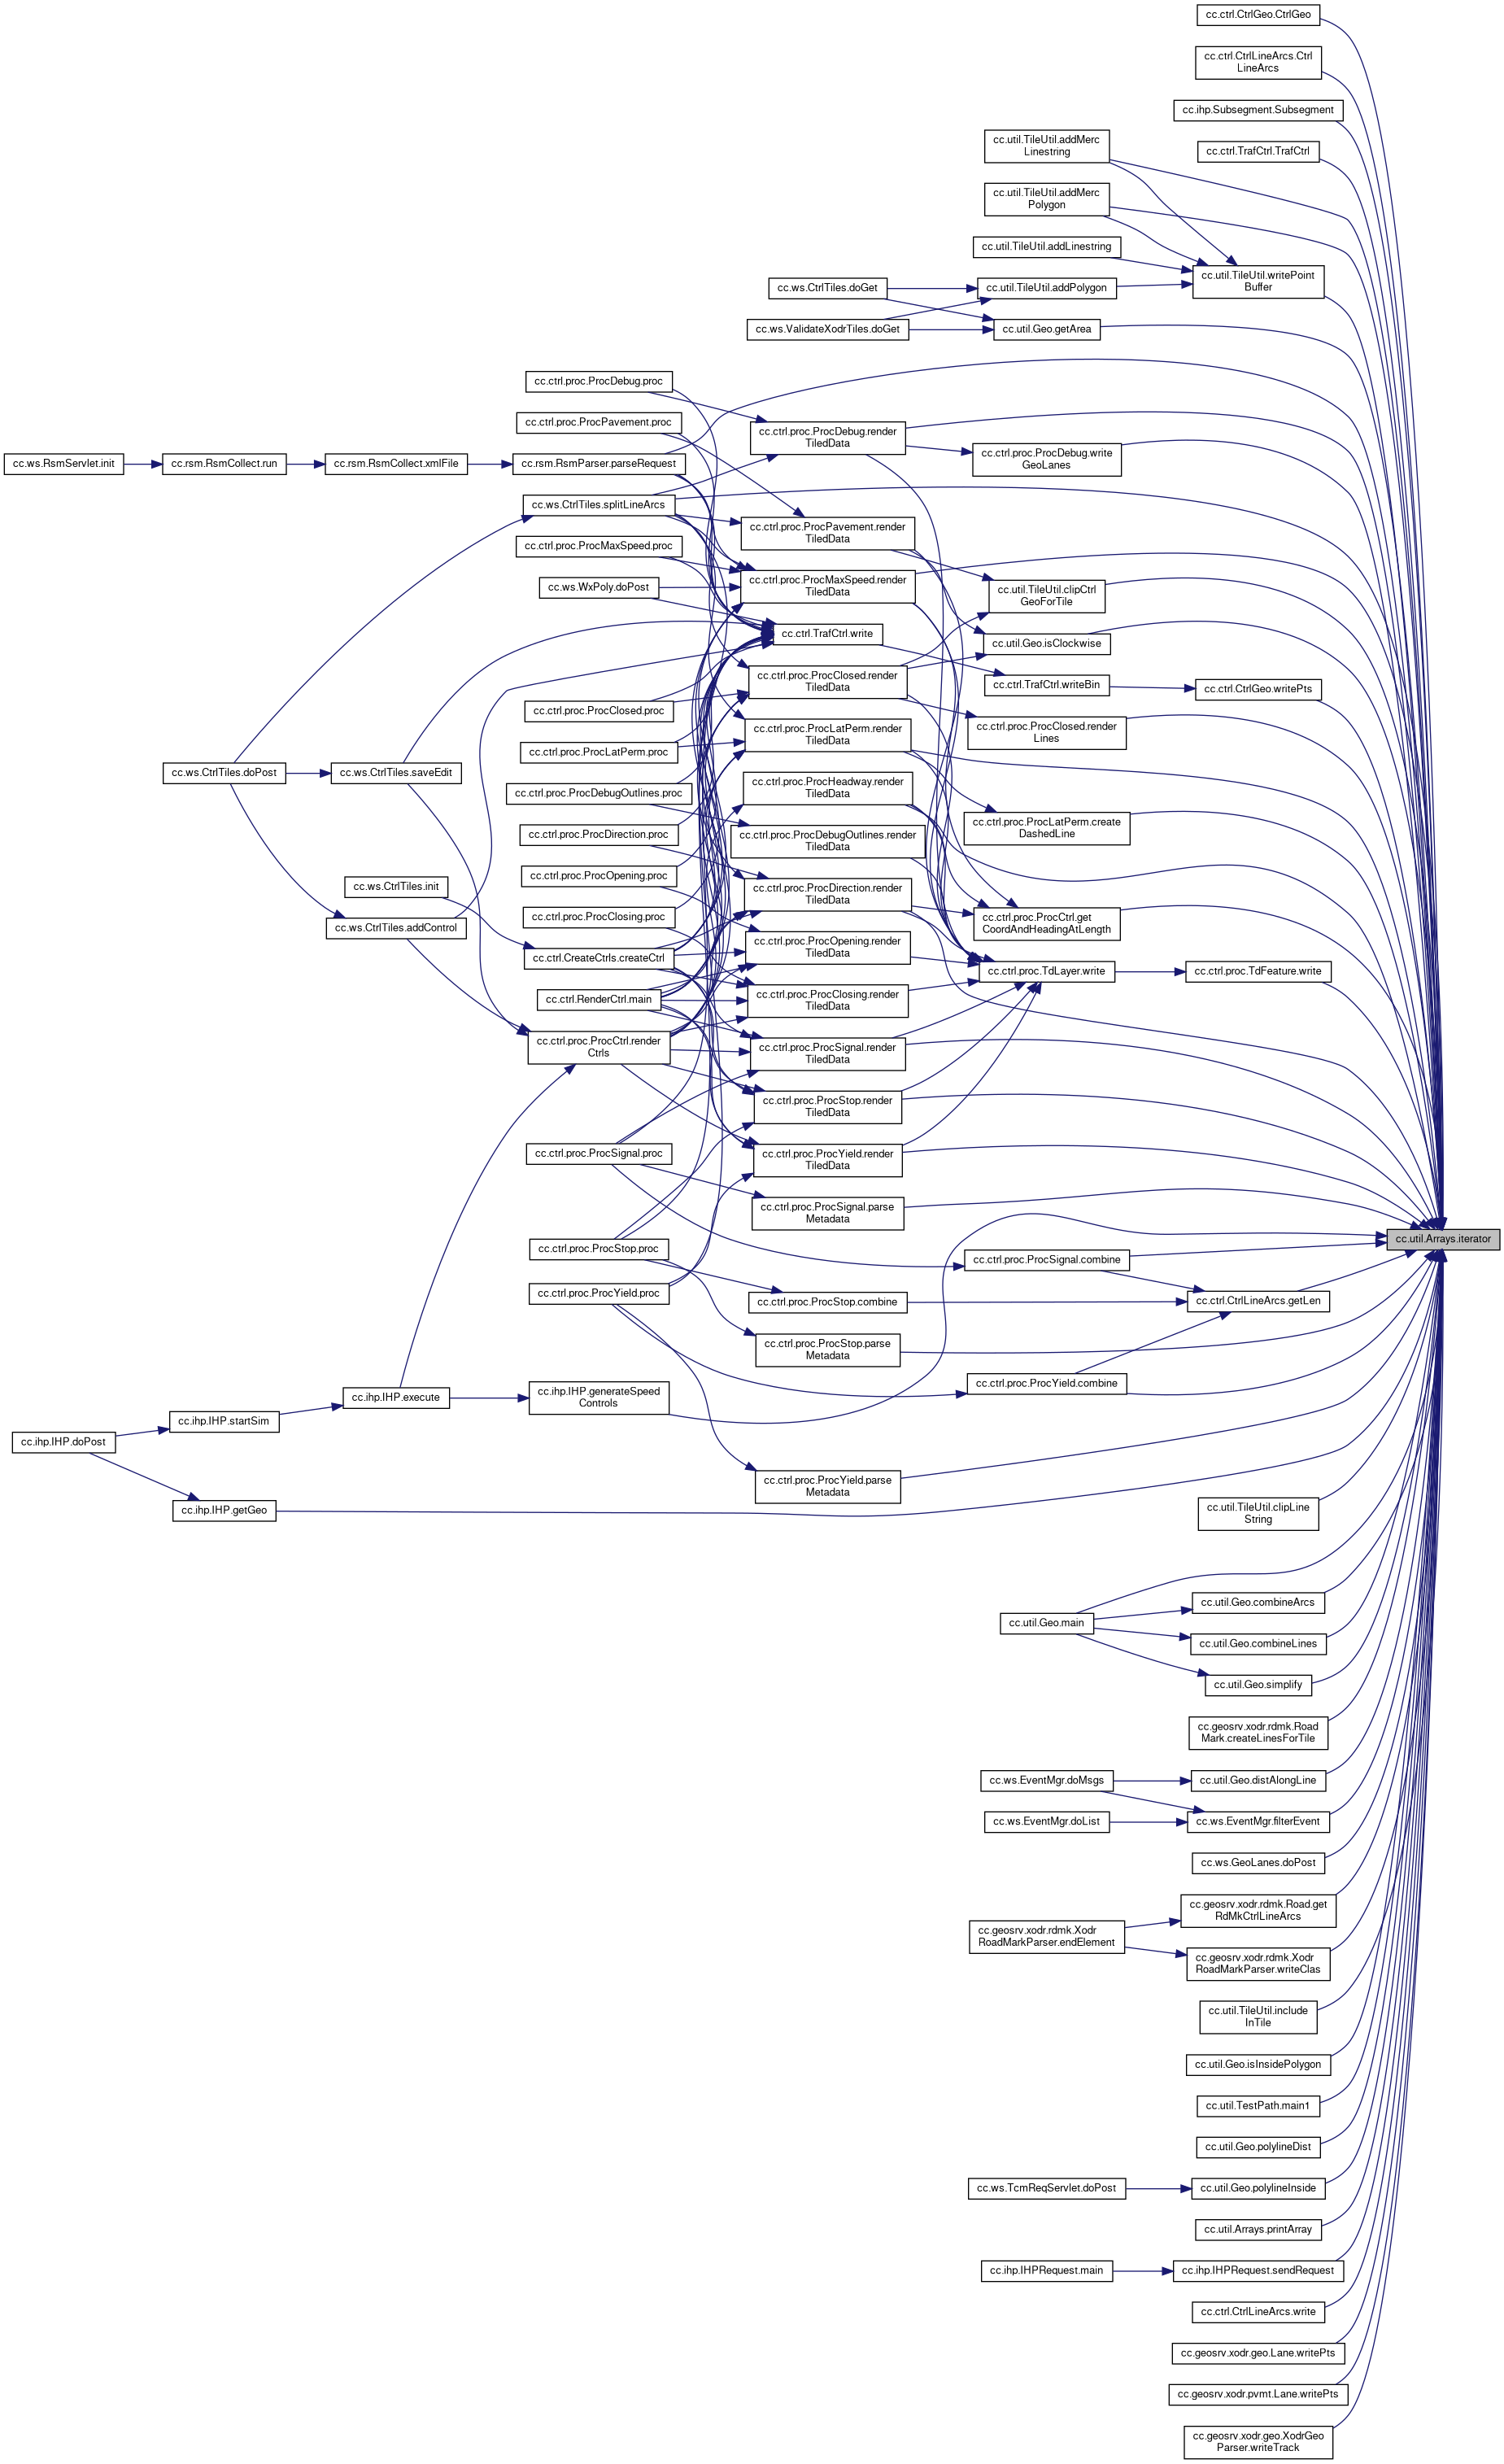 cc.ctrl.CtrlGeo.CtrlGeo
cc.ctrl.CtrlLineArcs.Ctrl
LineArcs
cc.ihp.Subsegment.Subsegment
cc.util.TileUtil.addMerc
Linestring
cc.ctrl.TrafCtrl.TrafCtrl
cc.util.TileUtil.addMerc
Polygon
cc.util.TileUtil.addLinestring
cc.util.TileUtil.writePoint
Buffer
cc.ws.CtrlTiles.doGet
cc.util.TileUtil.addPolygon
cc.ws.ValidateXodrTiles.doGet
cc.util.Geo.getArea
cc.ctrl.proc.ProcDebug.proc
cc.ctrl.proc.ProcPavement.proc
cc.ctrl.proc.ProcDebug.render
TiledData
cc.ctrl.proc.ProcDebug.write
GeoLanes
cc.ws.RsmServlet.init
cc.rsm.RsmCollect.run
cc.rsm.RsmCollect.xmlFile
cc.rsm.RsmParser.parseRequest
cc.ws.CtrlTiles.splitLineArcs
cc.ctrl.proc.ProcPavement.render
TiledData
cc.ctrl.proc.ProcMaxSpeed.proc
cc.ws.WxPoly.doPost
cc.ctrl.proc.ProcMaxSpeed.render
TiledData
cc.util.TileUtil.clipCtrl
GeoForTile
cc.ctrl.TrafCtrl.write
cc.util.Geo.isClockwise
cc.ctrl.proc.ProcClosed.render
TiledData
cc.ctrl.TrafCtrl.writeBin
cc.ctrl.CtrlGeo.writePts
cc.ctrl.proc.ProcClosed.proc
cc.ctrl.proc.ProcClosed.render
Lines
cc.ctrl.proc.ProcLatPerm.proc
cc.ctrl.proc.ProcLatPerm.render
TiledData
cc.ws.CtrlTiles.doPost
cc.ws.CtrlTiles.saveEdit
cc.ctrl.proc.ProcDebugOutlines.proc
cc.ctrl.proc.ProcHeadway.render
TiledData
cc.ctrl.proc.ProcDirection.proc
cc.ctrl.proc.ProcDebugOutlines.render
TiledData
cc.ctrl.proc.ProcLatPerm.create
DashedLine
cc.ctrl.proc.ProcOpening.proc
cc.ws.CtrlTiles.init
cc.ctrl.proc.ProcDirection.render
TiledData
cc.ws.CtrlTiles.addControl
cc.ctrl.proc.ProcClosing.proc
cc.ctrl.proc.ProcCtrl.get
CoordAndHeadingAtLength
cc.ctrl.CreateCtrls.createCtrl
cc.ctrl.proc.ProcOpening.render
TiledData
cc.ctrl.proc.TdLayer.write
cc.ctrl.proc.TdFeature.write
cc.ctrl.RenderCtrl.main
cc.ctrl.proc.ProcClosing.render
TiledData
cc.ctrl.proc.ProcCtrl.render
Ctrls
cc.ctrl.proc.ProcSignal.render
TiledData
cc.ctrl.proc.ProcStop.render
TiledData
cc.ctrl.proc.ProcSignal.proc
cc.ctrl.proc.ProcYield.render
TiledData
cc.ctrl.proc.ProcSignal.parse
Metadata
cc.util.Arrays.iterator
cc.ctrl.proc.ProcStop.proc
cc.ctrl.proc.ProcSignal.combine
cc.ctrl.proc.ProcYield.proc
cc.ctrl.proc.ProcStop.combine
cc.ctrl.CtrlLineArcs.getLen
cc.ctrl.proc.ProcStop.parse
Metadata
cc.ctrl.proc.ProcYield.combine
cc.ihp.IHP.execute
cc.ihp.IHP.generateSpeed
Controls
cc.ihp.IHP.startSim
cc.ihp.IHP.doPost
cc.ctrl.proc.ProcYield.parse
Metadata
cc.ihp.IHP.getGeo
cc.util.TileUtil.clipLine
String
cc.util.Geo.main
cc.util.Geo.combineArcs
cc.util.Geo.combineLines
cc.util.Geo.simplify
cc.geosrv.xodr.rdmk.Road
Mark.createLinesForTile
cc.ws.EventMgr.doMsgs
cc.util.Geo.distAlongLine
cc.ws.EventMgr.doList
cc.ws.EventMgr.filterEvent
cc.ws.GeoLanes.doPost
cc.geosrv.xodr.rdmk.Road.get
RdMkCtrlLineArcs
cc.geosrv.xodr.rdmk.Xodr
RoadMarkParser.endElement
cc.geosrv.xodr.rdmk.Xodr
RoadMarkParser.writeClas
cc.util.TileUtil.include
InTile
cc.util.Geo.isInsidePolygon
cc.util.TestPath.main1
cc.util.Geo.polylineDist
cc.ws.TcmReqServlet.doPost
cc.util.Geo.polylineInside
cc.util.Arrays.printArray
cc.ihp.IHPRequest.main
cc.ihp.IHPRequest.sendRequest
cc.ctrl.CtrlLineArcs.write
cc.geosrv.xodr.geo.Lane.writePts
cc.geosrv.xodr.pvmt.Lane.writePts
cc.geosrv.xodr.geo.XodrGeo
Parser.writeTrack